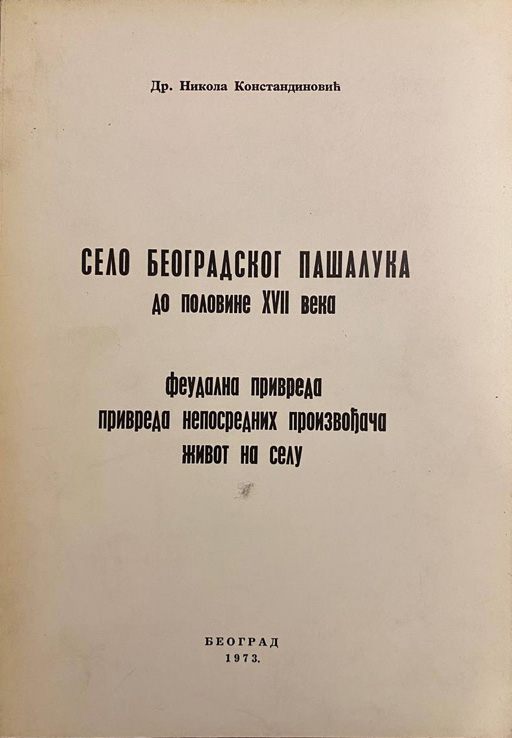 Др. Никола Константиновић
СЕЛО БЕОГРАДСКОГ ПАШАЛУКА
до половине XVII века
феудална привреда
привреда непосредних произвођача
живот на селу
БЕОГРАД
1973.